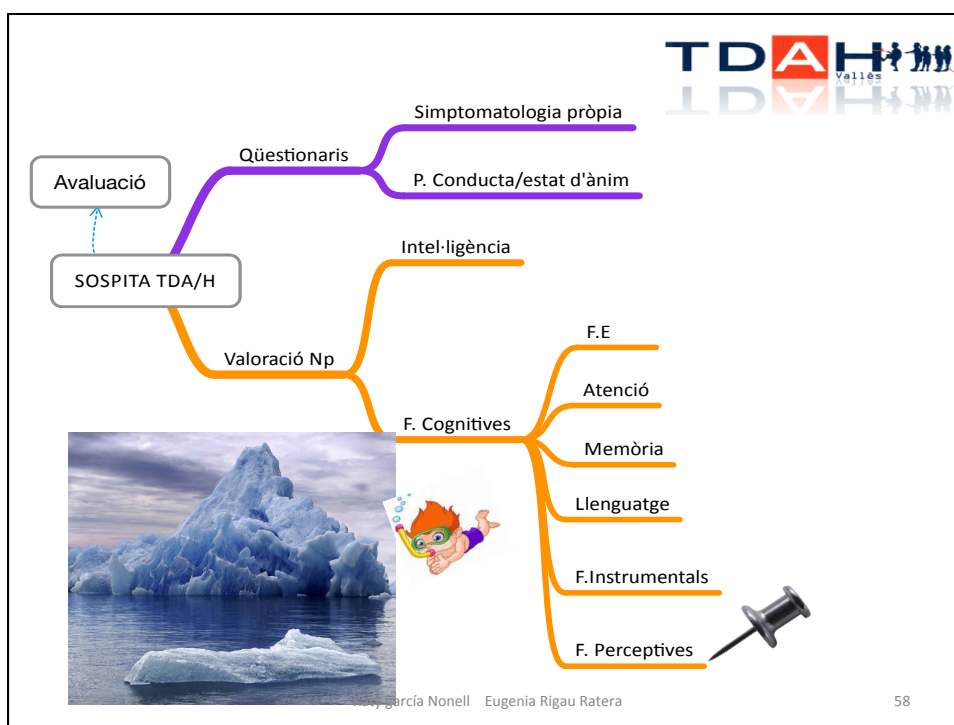 TDAH
Vallès
Simptomatologia pròpia
Qüestionaris
Avaluació
P. Conducta/estat d'ànim
Intel·ligència
SOSPITA TDA/H
F.E
Valoració Np
Atenció
F. Cognitives
Memòria
Llenguatge
F.Instrumentals
F. Perceptives
garcía Nonell Eugenia Rigau Ratera
58